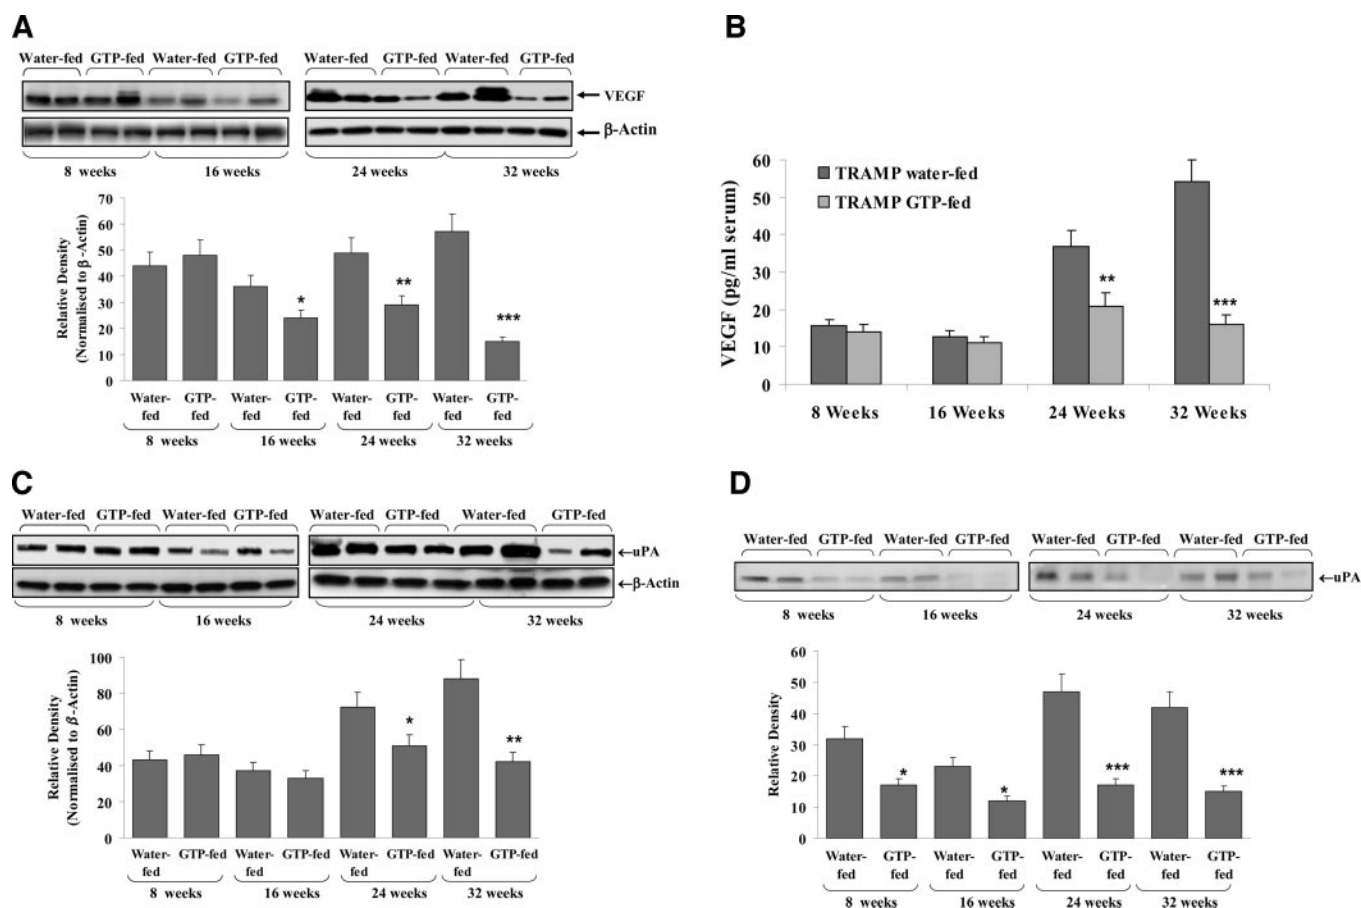 A
Water-fed GTP-fed Water-fed GTP-fed Water-fed GTP-fed Water-fed GTP-fed
VEGF
β-Actin
8 weeks 16 weeks 24 weeks 32 weeks
Relative Density
(Normalised to β-Actin)
70
60
50
40
30
20
10
0
* ** ***
Water- GTP- Water- GTP- Water- GTP- Water- GTP-
fed fed fed fed fed fed fed fed
8 weeks 16 weeks 24 weeks 32 weeks
B
VEGF (pg/ml serum)
60
50
40
30
20
10
0
TRAMP water-fed
TRAMP GTP-fed
** ***
8 Weeks 16 Weeks 24 Weeks 32 Weeks
C
Water-fed GTP-fed Water-fed GTP-fed Water-fed GTP-fed Water-fed GTP-fed
←uPA
←β-Actin
8 weeks 16 weeks 24 weeks 32 weeks
Relative Density
(Normalised to β-Actin)
100
80
60
40
20
0
* **
Water- GTP-fed Water- GTP-fed Water- GTP-fed Water- GTP-fed
fed fed fed fed
8 weeks 16 weeks 24 weeks 32 weeks
D
Water-fed GTP-fed Water-fed GTP-fed Water-fed GTP-fed Water-fed GTP-fed
←uPA
8 weeks 16 weeks 24 weeks 32 weeks
Relative Density
60
50
40
30
20
10
0
* * *** ***
Water- GTP- Water- GTP- Water- GTP- Water- GTP-
fed fed fed fed fed fed fed fed
8 weeks 16 weeks 24 weeks 32 weeks